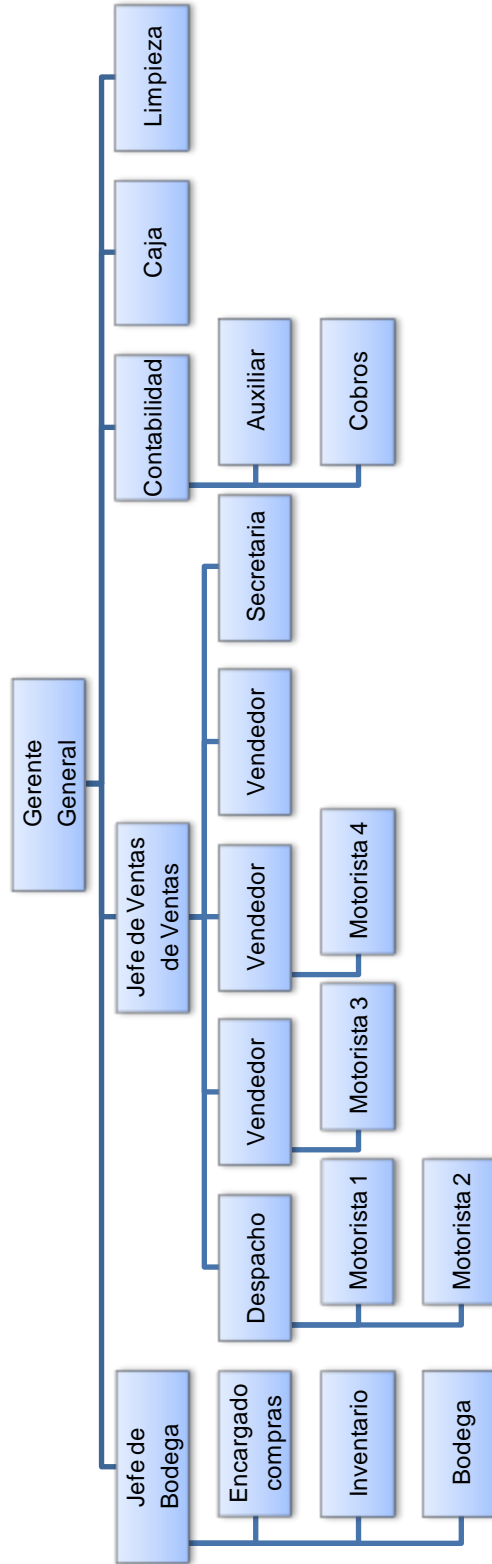 Gerente
General
Jefe de
Bodega
Jefe de Ventas
de Ventas
Contabilidad
Caja
Limpieza
Encargado
compras
Inventario
Bodega
Despacho
Motorista 1
Motorista 2
Vendedor
Motorista 3
Vendedor
Motorista 4
Vendedor
Secretaria
Auxiliar
Cobros